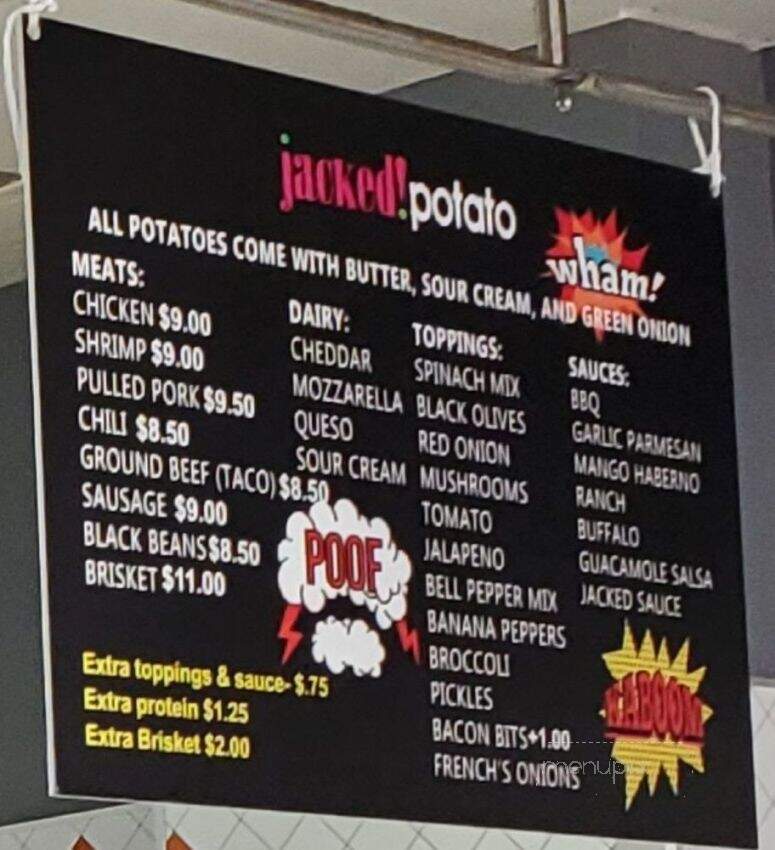 jacked! potato
wham!
ALL POTATOES COME WITH BUTTER, SOUR CREAM, AND GREEN ONION
MEATS:
CHICKEN $9.00
SHRIMP $9.00
PULLED PORK $9.50
CHILI $8.50
GROUND BEEF (TACO) $8.50
SAUSAGE $9.00
BLACK BEANS $8.50
BRISKET $11.00
DAIRY:
CHEDDAR
MOZZARELLA
QUESO
SOUR CREAM
POOF
TOPPINGS:
SPINACH MIX
BLACK OLIVES
RED ONION
MUSHROOMS
TOMATO
JALAPENO
BELL PEPPER MIX
BANANA PEPPERS
BROCCOLI
PICKLES
BACON BITS+1.00
FRENCH'S ONIONS
SAUCES:
BBQ
GARLIC PARMESAN
MANGO HABERNO
RANCH
BUFFALO
GUACAMOLE SALSA
JACKED SAUCE
KABOOM
Extra toppings & sauce- $.75
Extra protein $1.25
Extra Brisket $2.00